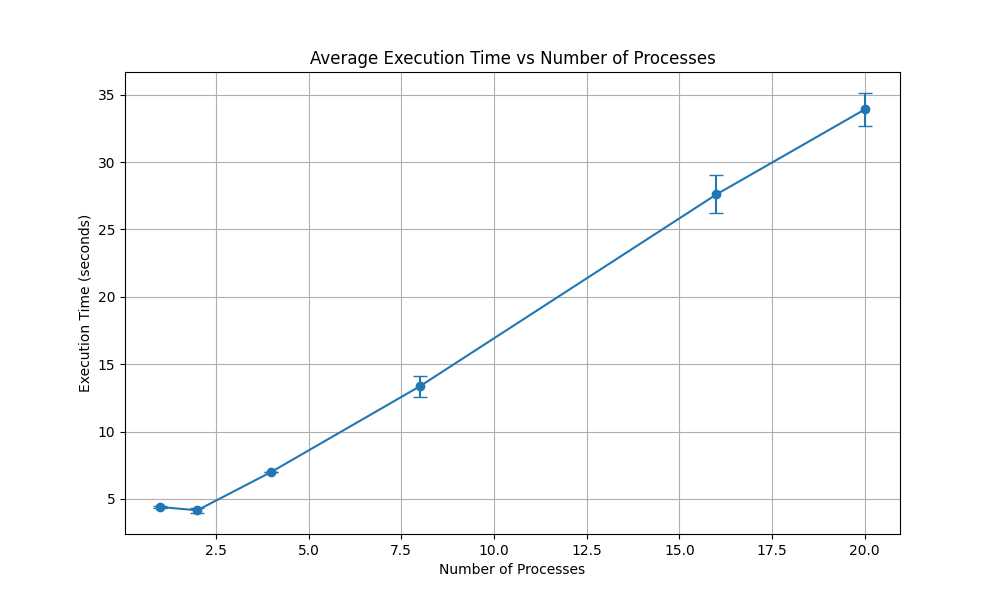 Average Execution Time vs Number of Processes
35
30
25
20
15
10
5
Execution Time (seconds)
2.5 5.0 7.5 10.0 12.5 15.0 17.5 20.0
Number of Processes